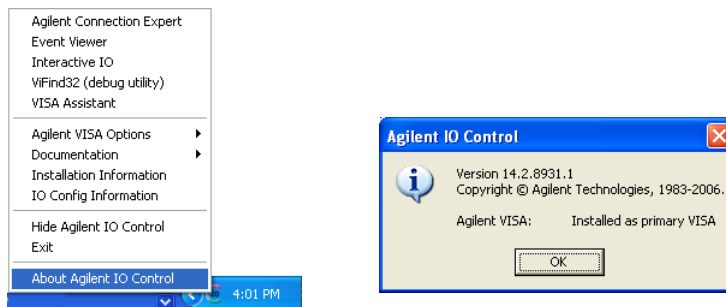 Agilent Connection Expert
Event Viewer
Interactive IO
ViFind32 (debug utility)
VISA Assistant
Agilent VISA Options
Documentation
Installation Information
IO Config Information
Hide Agilent IO Control
Exit
About Agilent IO Control
4:01 PM
Agilent IO Control
Version 14.2.8931.1
Copyright © Agilent Technologies, 1983-2006.
Agilent VISA: Installed as primary VISA
OK